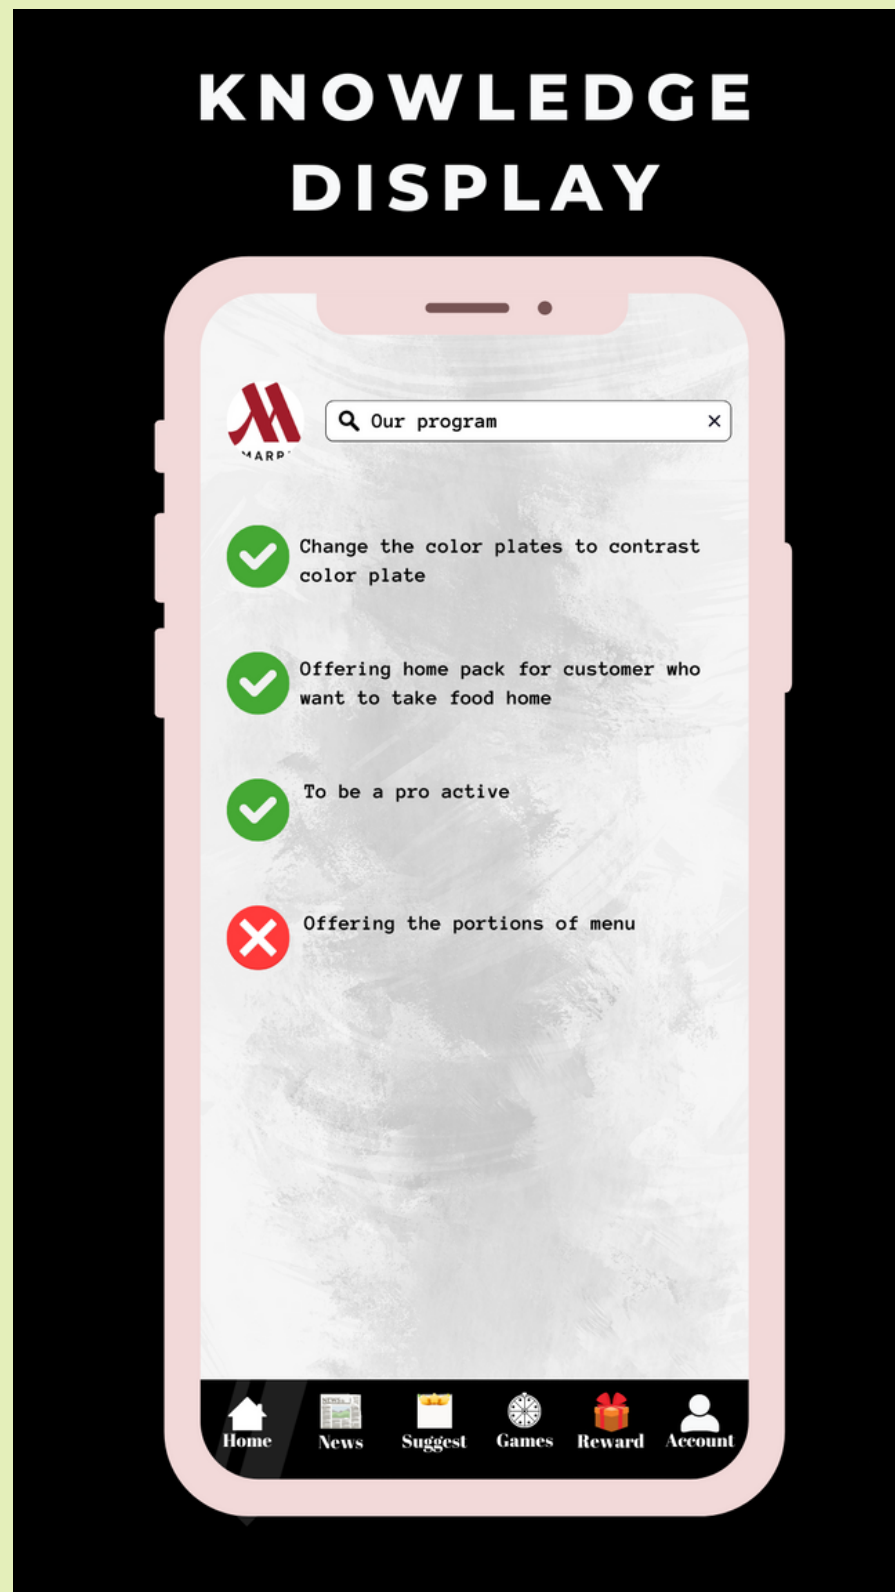 KNOWLEDGE
DISPLAY
Our program
MARR
Change the color plates to contrast
color plate
Offering home pack for customer who
want to take food home
To be a pro active
Offering the portions of menu
NEWS
Home
News
Suggest
Games
Reward
Account